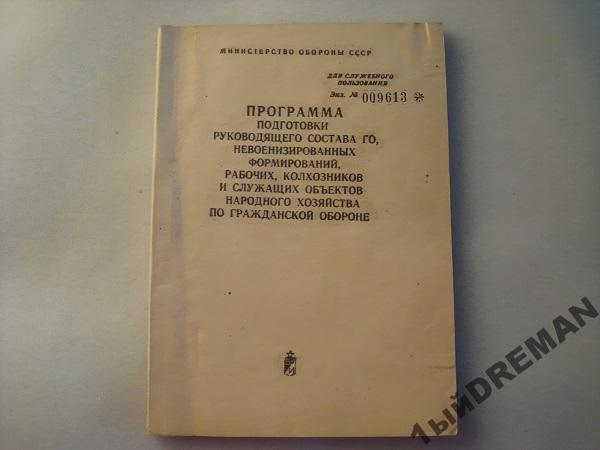 МИНИСТЕРСТВО ОБОРОНЫ СССР
ДЛЯ СЛУЖЕБНОГО
ПОЛЬЗОВАНИЯ
Экз. № 009613 *
ПРОГРАММА
ПОДГОТОВКИ
РУКОВОДЯЩЕГО СОСТАВА ГО,
НЕВОЕНИЗИРОВАННЫХ
ФОРМИРОВАНИЙ,
РАБОЧИХ, КОЛХОЗНИКОВ
И СЛУЖАЩИХ ОБЪЕКТОВ
НАРОДНОГО ХОЗЯЙСТВА
ПО ГРАЖДАНСКОЙ ОБОРОНЕ
1ыйDREMAN